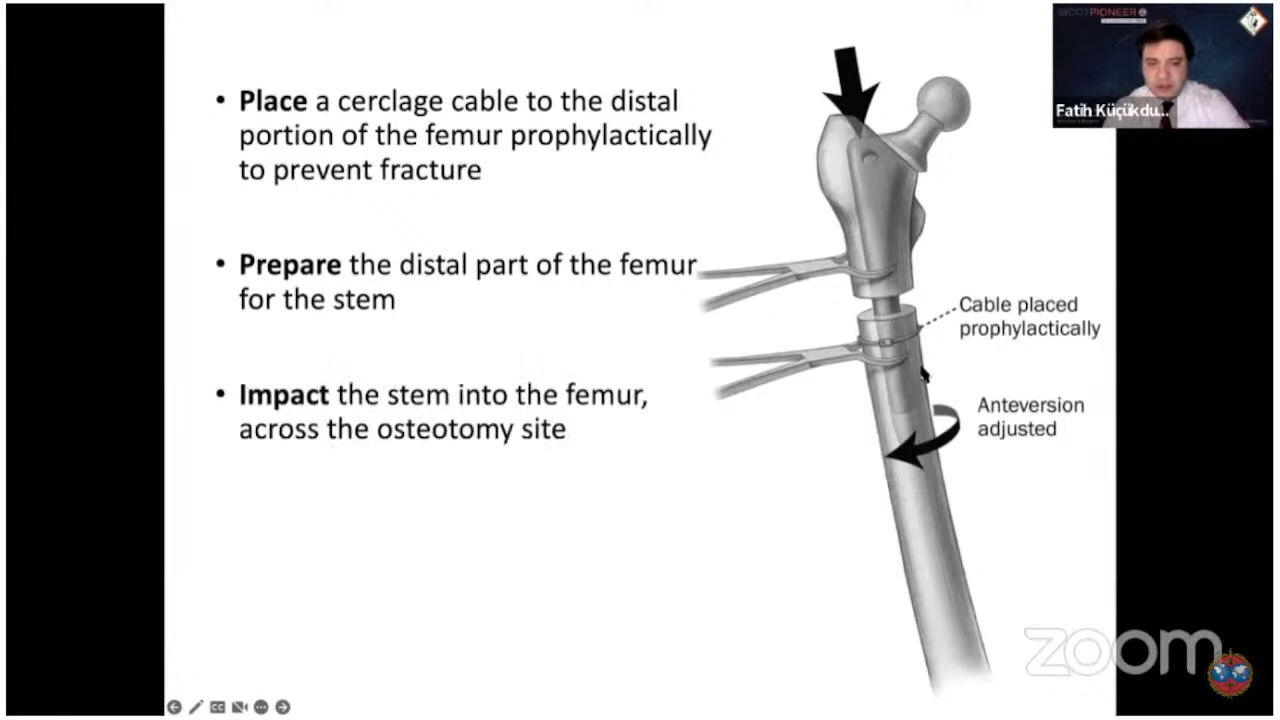 • Place a cerclage cable to the distal
portion of the femur prophylactically
to prevent fracture
• Prepare the distal part of the femur
for the stem
• Impact the stem into the femur,
across the osteotomy site
Cable placed
prophylactically
Anteversion
adjusted
PIONEER
Fatih Küçükdu...
zoom
CC